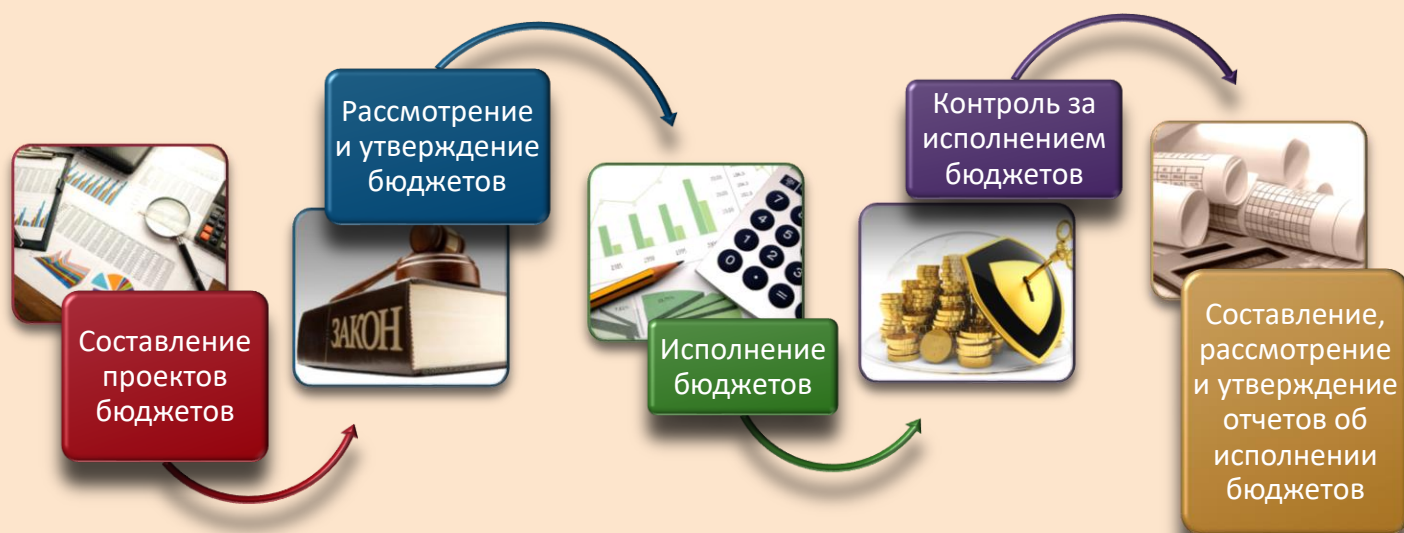 Составление
проектов
бюджетов
Рассмотрение
и утверждение
бюджетов
ЗАКОН
Исполнение
бюджетов
Контроль за
исполнением
бюджетов
Составление,
рассмотрение
и утверждение
отчетов об
исполнении
бюджетов